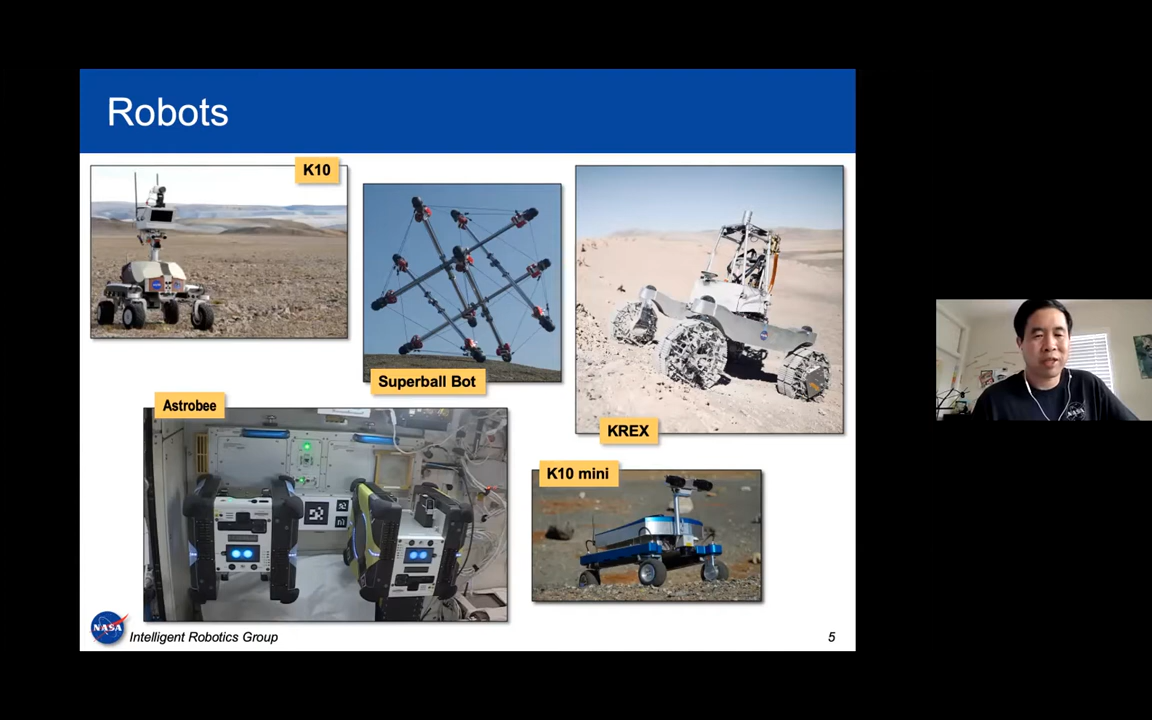 Robots
K10
Superball Bot
KREX
Astrobee
K10 mini
NASA
Intelligent Robotics Group
5